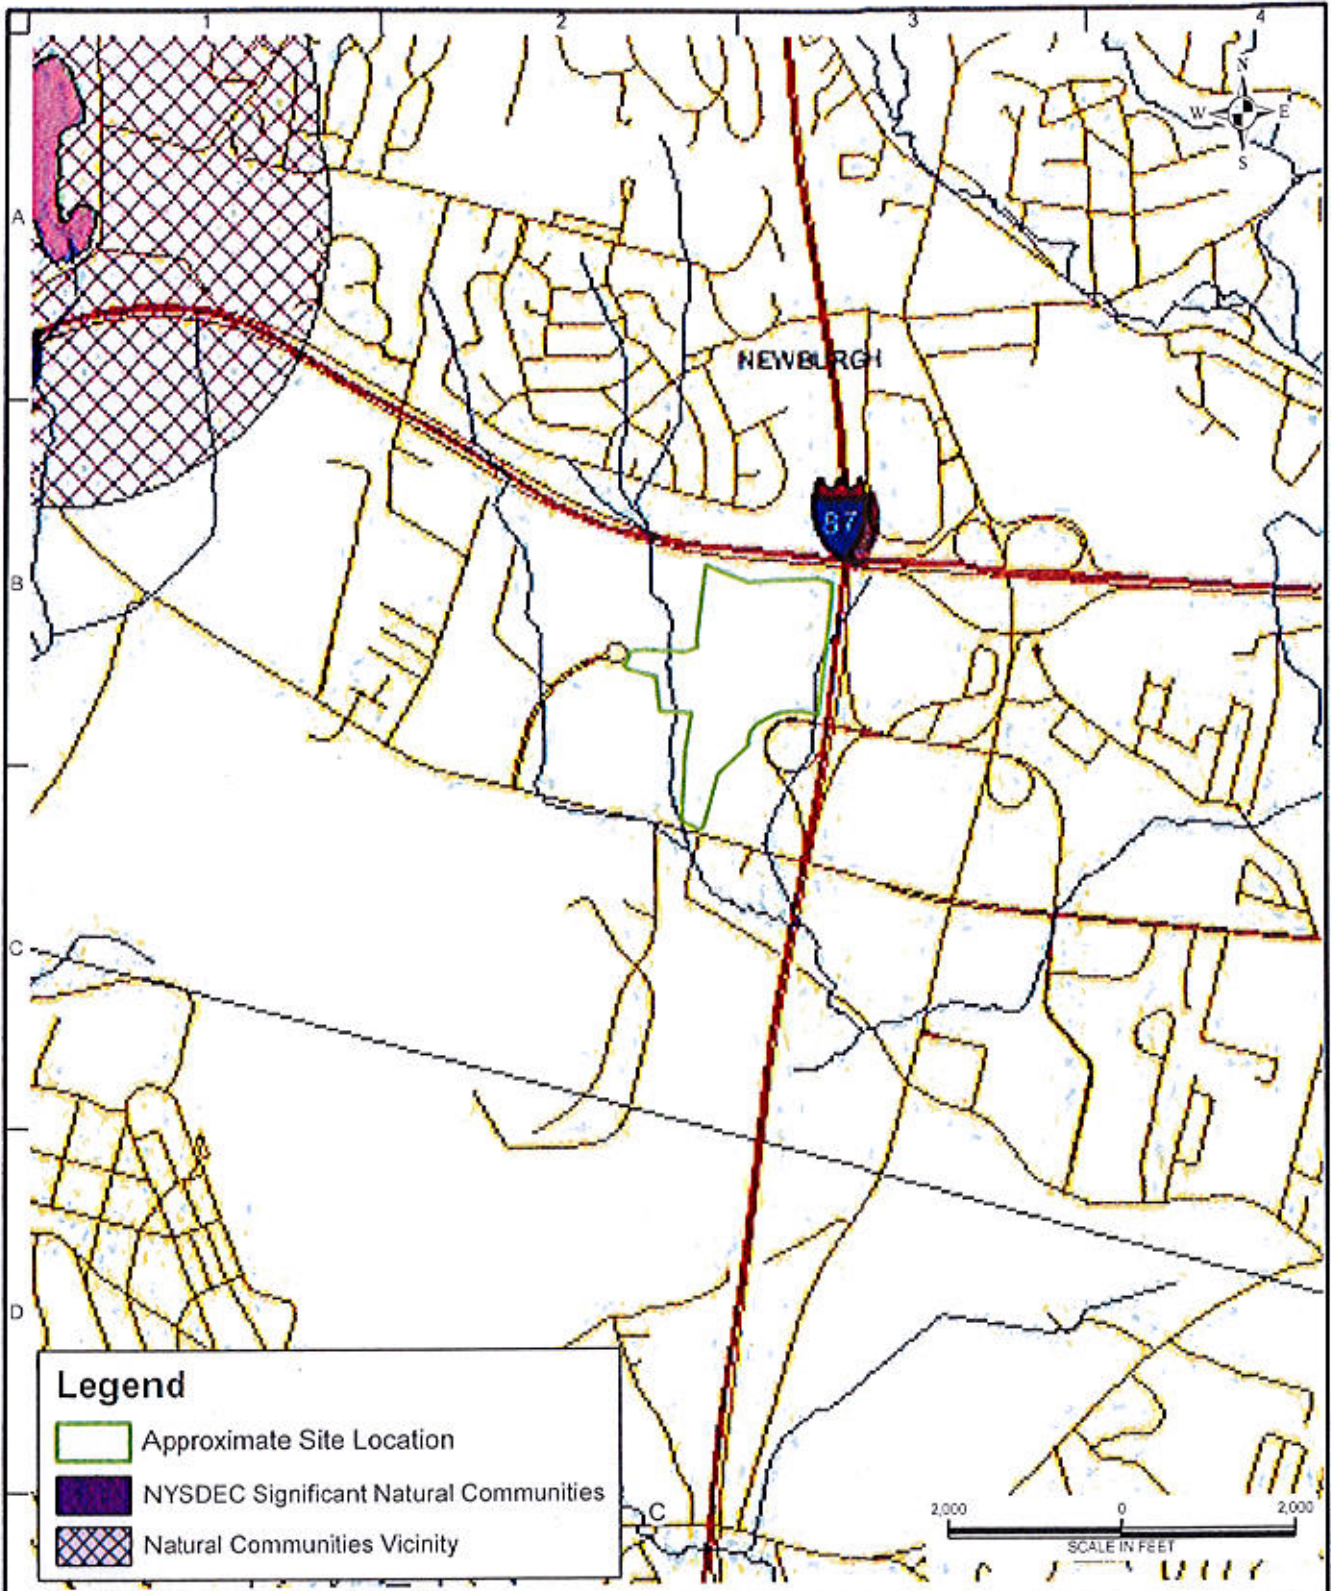 1 2 3 4
N
W E
S
A
NEWBURGH
87
B
C
D
Legend
Approximate Site Location
NYSDEC Significant Natural Communities
Natural Communities Vicinity
C
2,000 0 2,000
SCALE IN FEET